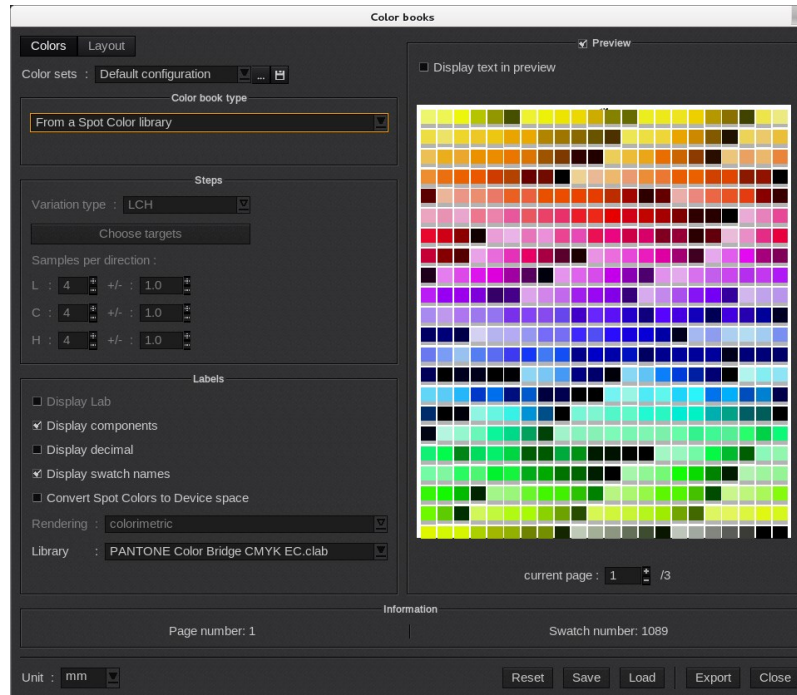 Color books
Colors Layout
Color sets : Default configuration ...
Color book type
From a Spot Color library
Steps
Variation type : LCH
Choose targets
Samples per direction :
L : 4 +/- : 1.0
C : 4 +/- : 1.0
H : 4 +/- : 1.0
Labels
Display Lab
Display components
Display decimal
Display swatch names
Convert Spot Colors to Device space
Rendering : colorimetric
Library : PANTONE Color Bridge CMYK EC.clab
Preview
Display text in preview
current page : 1 /3
Information
Page number: 1 Swatch number: 1089
Unit : mm Reset Save Load Export Close